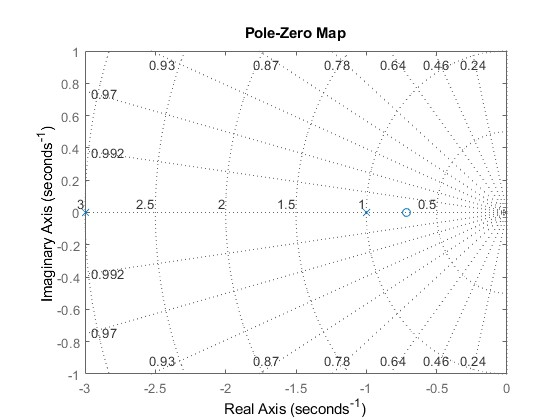 Pole-Zero Map
1
0.93 0.87 0.78 0.64 0.46 0.24
0.8
0.97
0.6
0.4
0.992
0.2
3 2.5 2 1.5 1 0.5
0
-0.2
0.992
-0.4
-0.6
0.97
-0.8
0.93 0.87 0.78 0.64 0.46 0.24
-1
-3 -2.5 -2 -1.5 -1 -0.5 0
Real Axis (seconds⁻¹)
Imaginary Axis (seconds⁻¹)